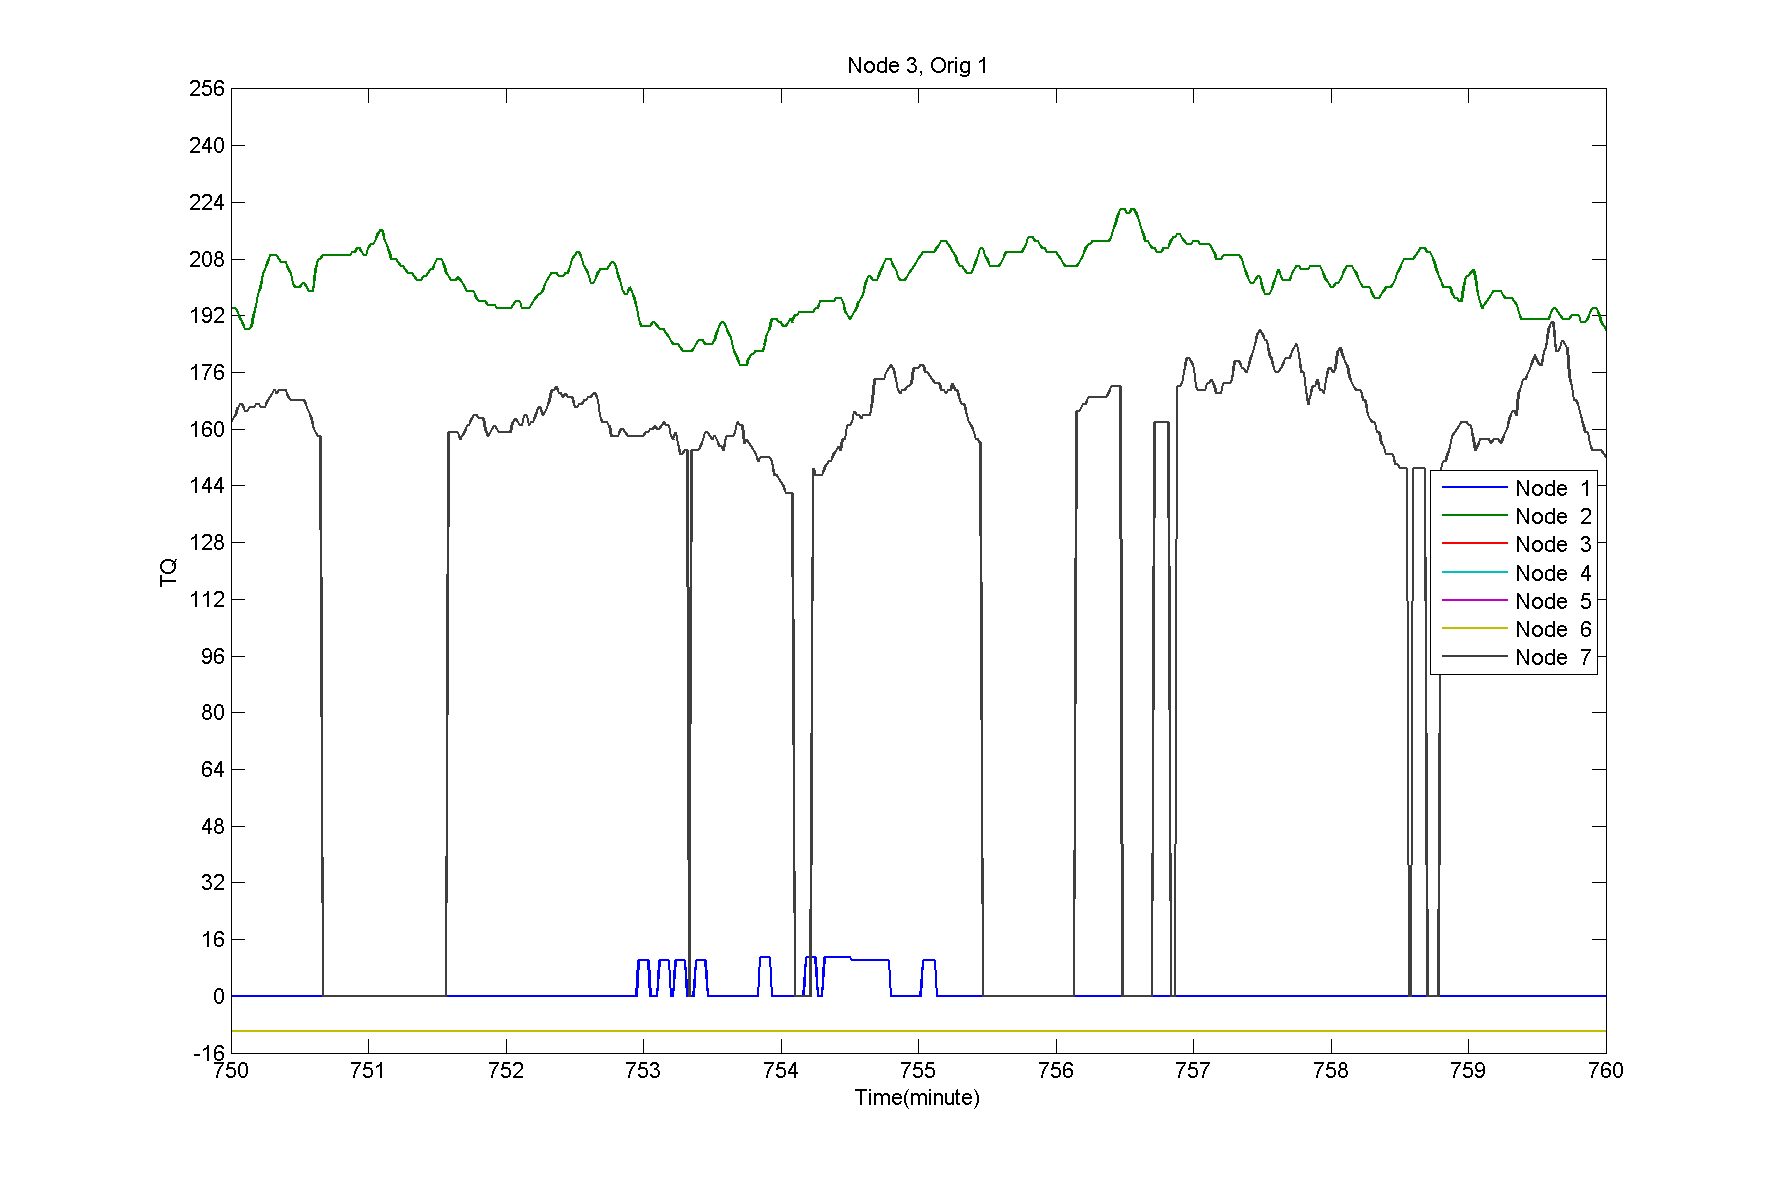 Node 3, Orig 1
256
240
224
208
192
176
160
144
128
112
96
80
64
48
32
16
0
-16
TQ
750 751 752 753 754 755 756 757 758 759 760
Time(minute)
Node 1
Node 2
Node 3
Node 4
Node 5
Node 6
Node 7